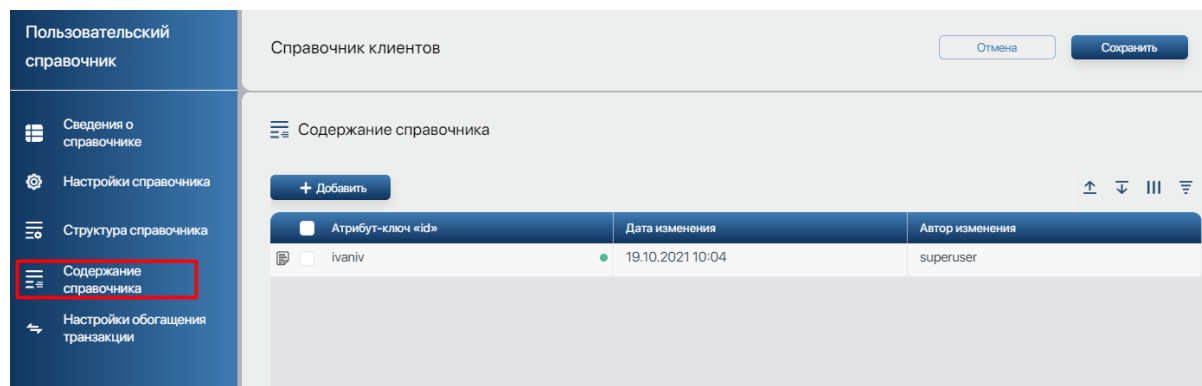 Пользовательский
справочник
Справочник клиентов
Отмена
Сохранить
Сведения о
справочнике
Настройки справочника
Структура справочника
Содержание
справочника
Настройки обогащения
транзакции
Содержание справочника
+ Добавить
Атрибут-ключ «id» Дата изменения Автор изменения
ivaniv 19.10.2021 10:04 superuser